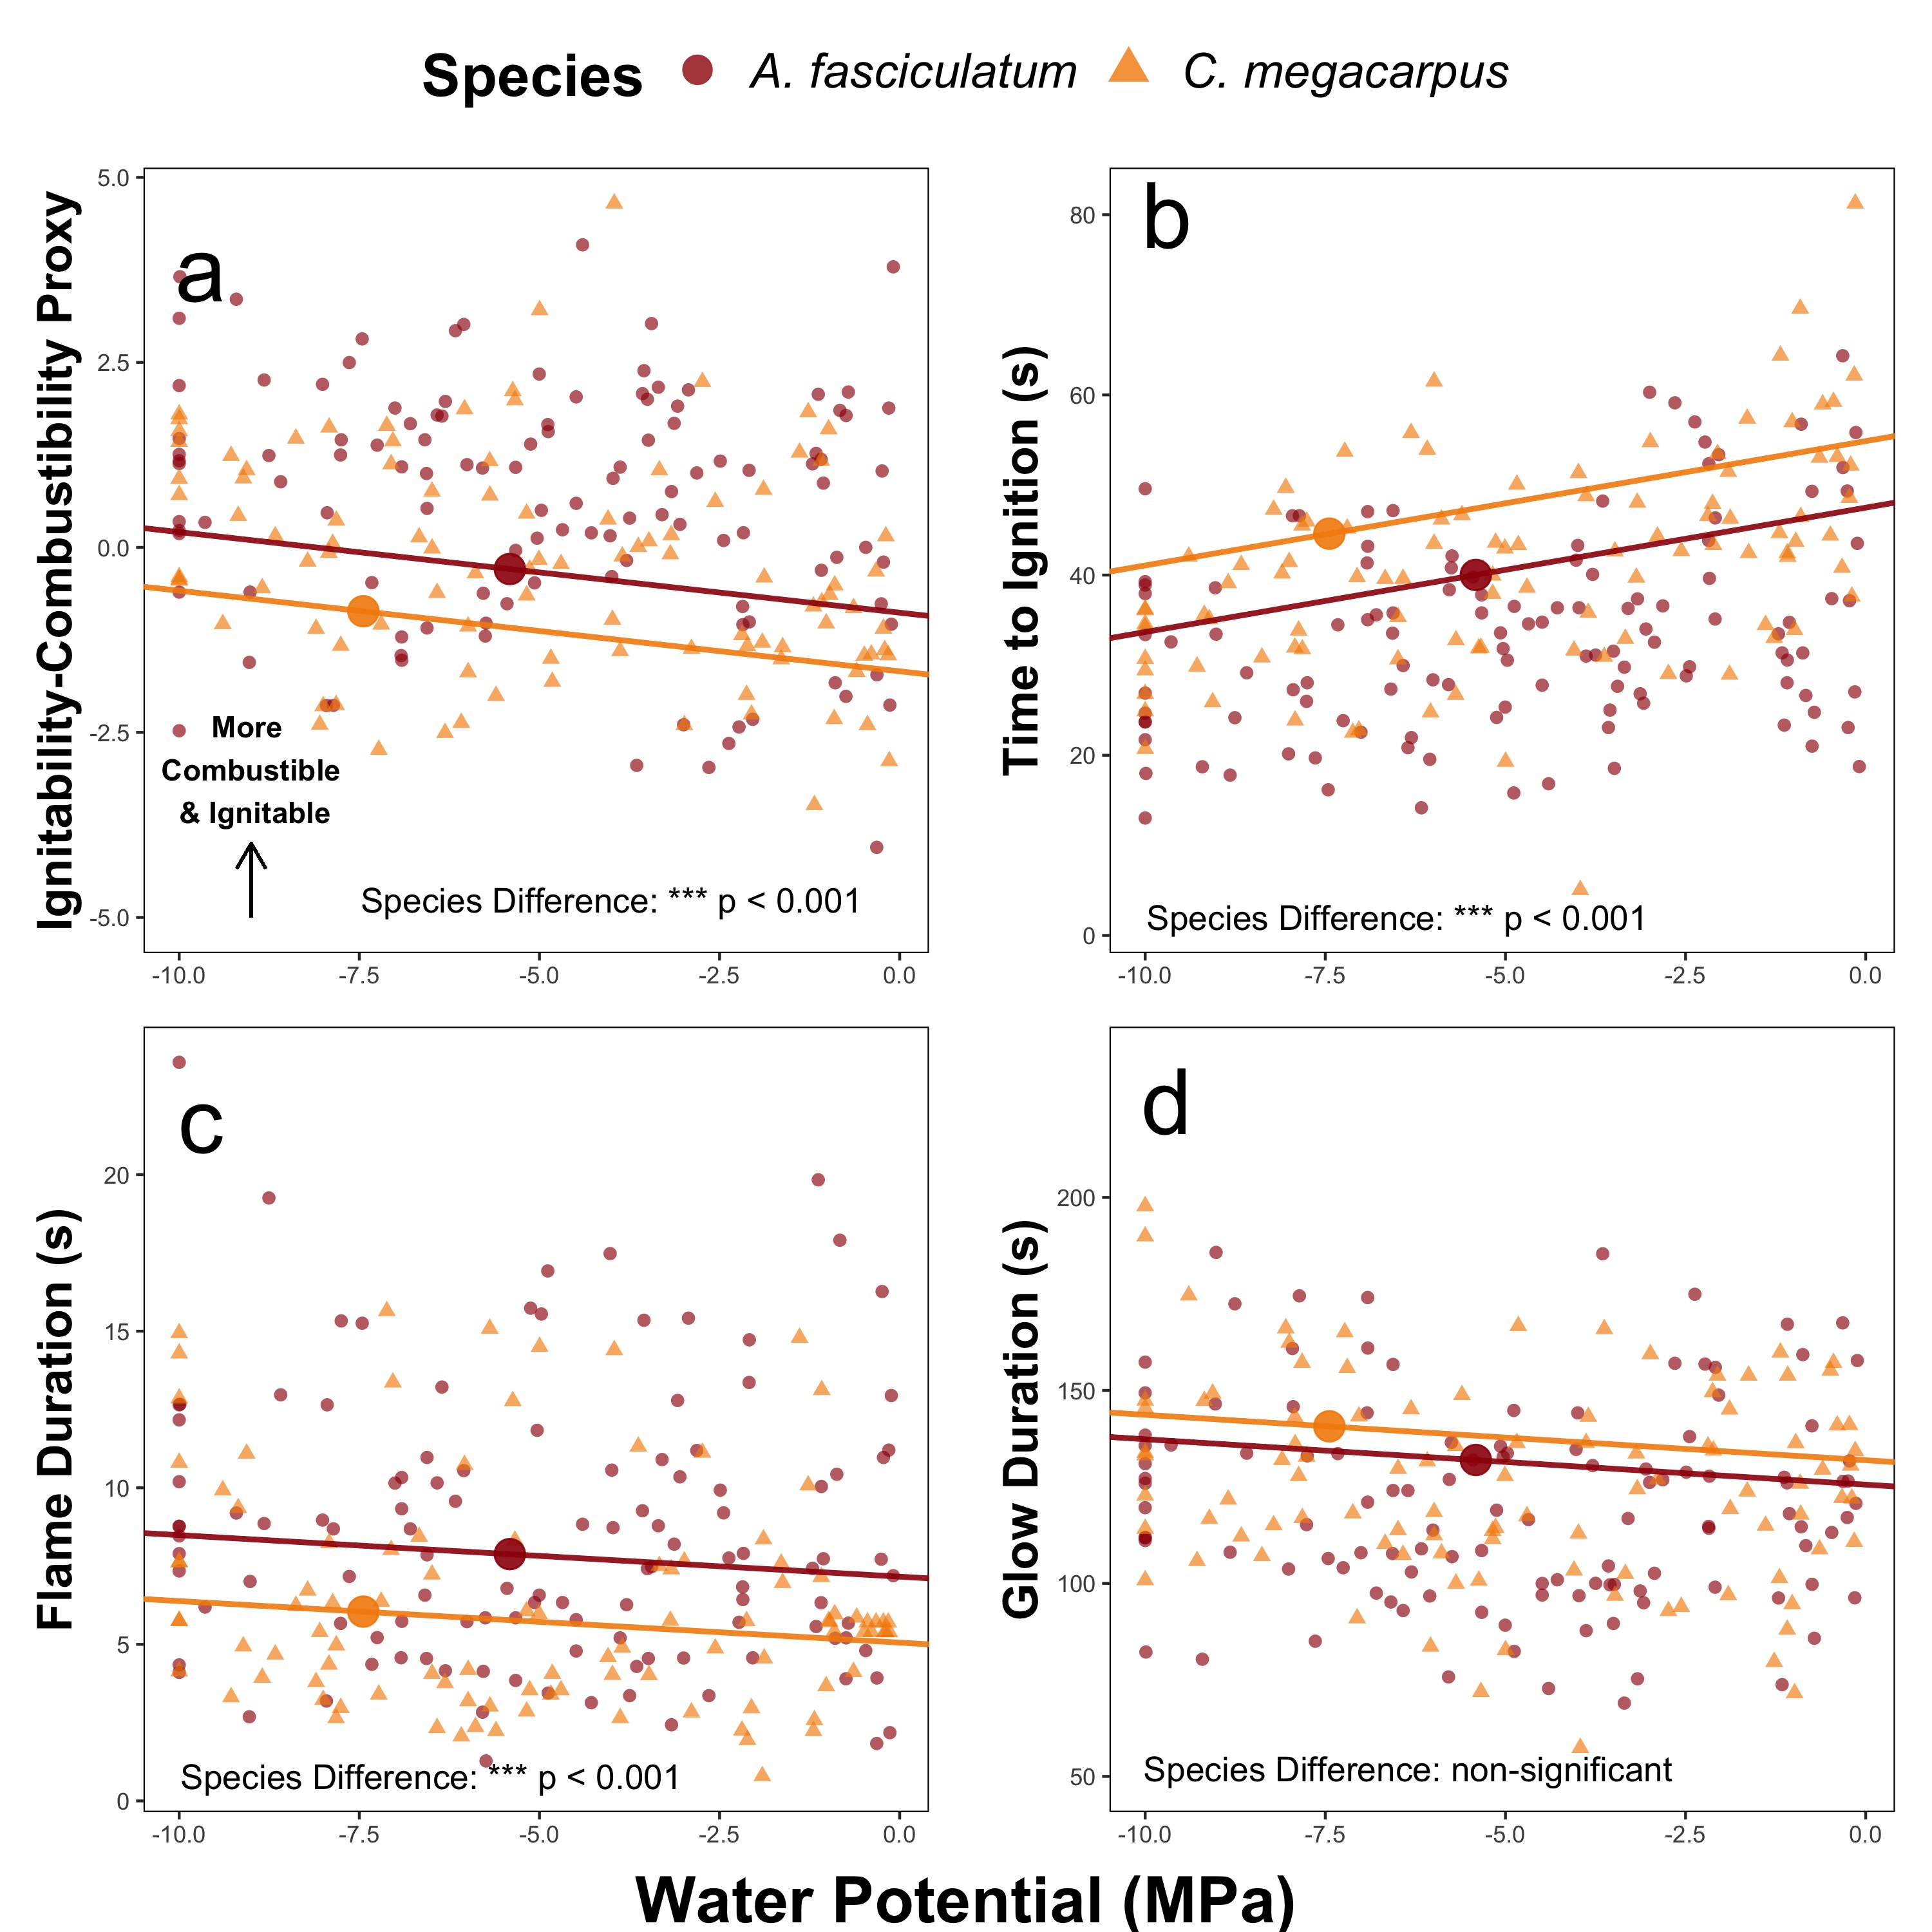 Species A. fasciculatum C. megacarpus
a
Ignitability-Combustibility Proxy
5.0
2.5
0.0
-2.5
-5.0
More
Combustible
& Ignitable
Species Difference: *** p < 0.001
-10.0 -7.5 -5.0 -2.5 0.0
b
Time to Ignition (s)
80
60
40
20
0
Species Difference: *** p < 0.001
-10.0 -7.5 -5.0 -2.5 0.0
c
Flame Duration (s)
20
15
10
5
0
Species Difference: *** p < 0.001
-10.0 -7.5 -5.0 -2.5 0.0
d
Glow Duration (s)
200
150
100
50
Species Difference: non-significant
-10.0 -7.5 -5.0 -2.5 0.0
Water Potential (MPa)